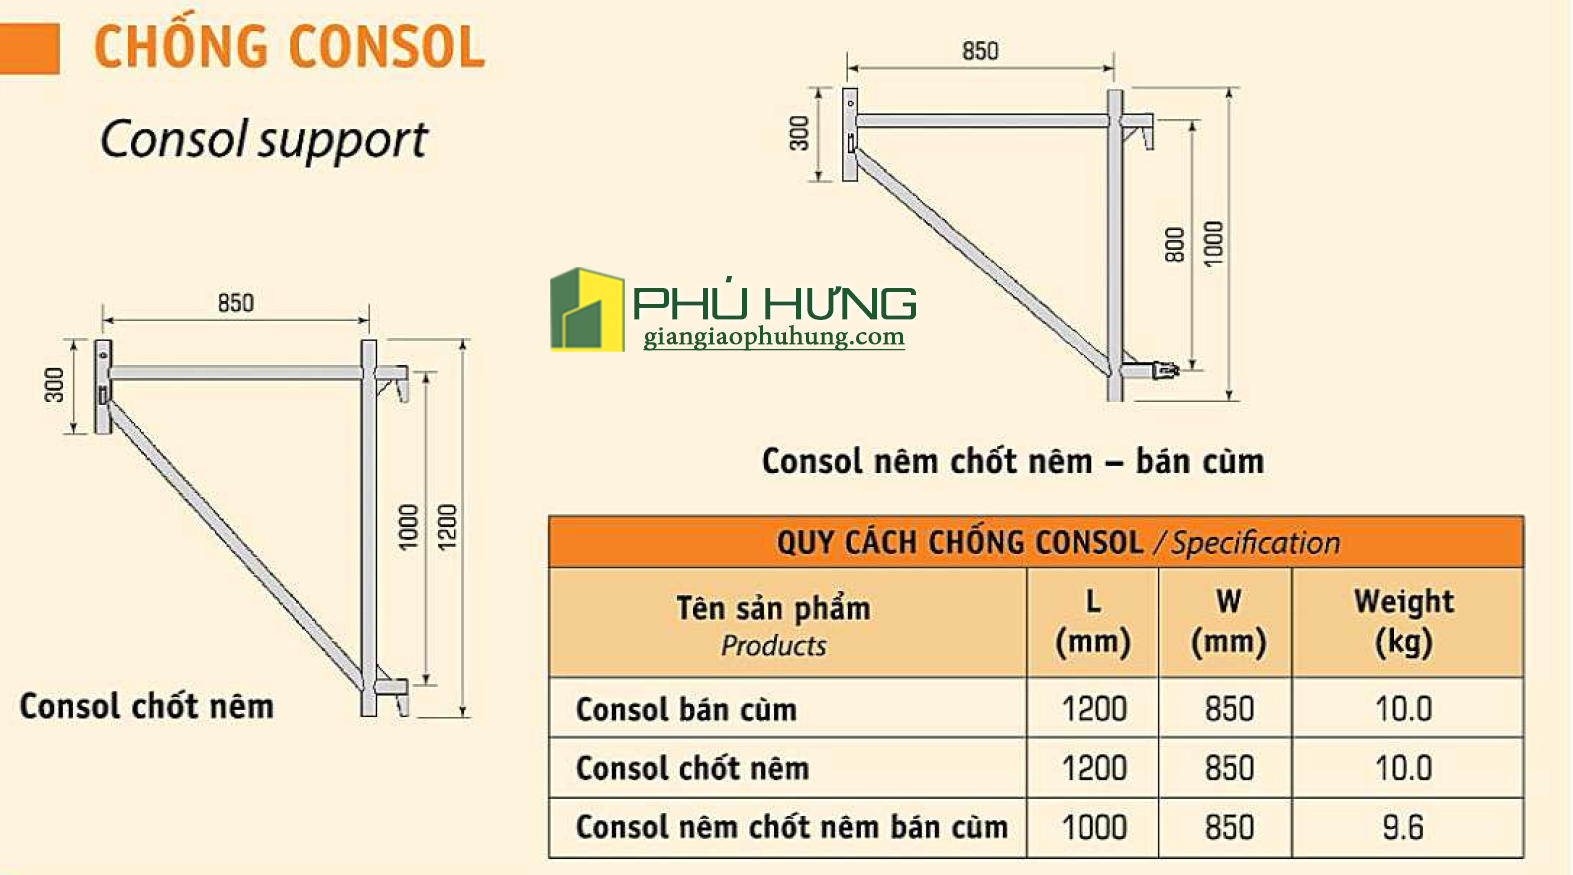 CHỐNG CONSOL
Consol support
850
300
1000
1200
Consol chốt nêm
850
300
800
1000
PHÚ HƯNG
giangiaophuhung.com
Consol nêm chốt nêm – bán cùm
QUY CÁCH CHỐNG CONSOL / Specification
Tên sản phẩm
Products
L
(mm)
W
(mm)
Weight
(kg)
Consol bán cùm 1200 850 10.0
Consol chốt nêm 1200 850 10.0
Consol nêm chốt nêm bán cùm 1000 850 9.6